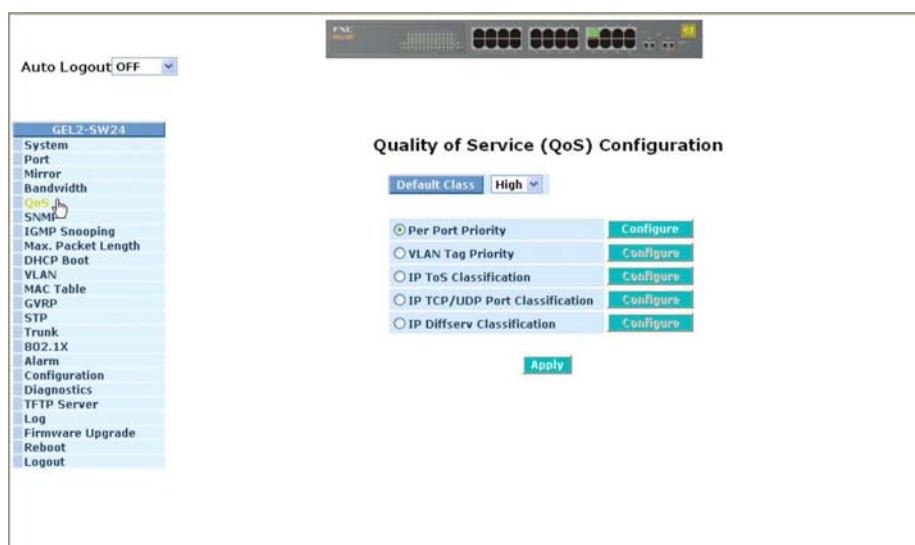 Auto Logout OFF
GEL2-SW24
System
Port
Mirror
Bandwidth
QoS
SNMP
IGMP Snooping
Max. Packet Length
DHCP Boot
VLAN
MAC Table
GVRP
STP
Trunk
802.1X
Alarm
Configuration
Diagnostics
TFTP Server
Log
Firmware Upgrade
Reboot
Logout
Quality of Service (QoS) Configuration
Default Class High
Per Port Priority Configure
VLAN Tag Priority Configure
IP ToS Classification Configure
IP TCP/UDP Port Classification Configure
IP Diffserv Classification Configure
Apply